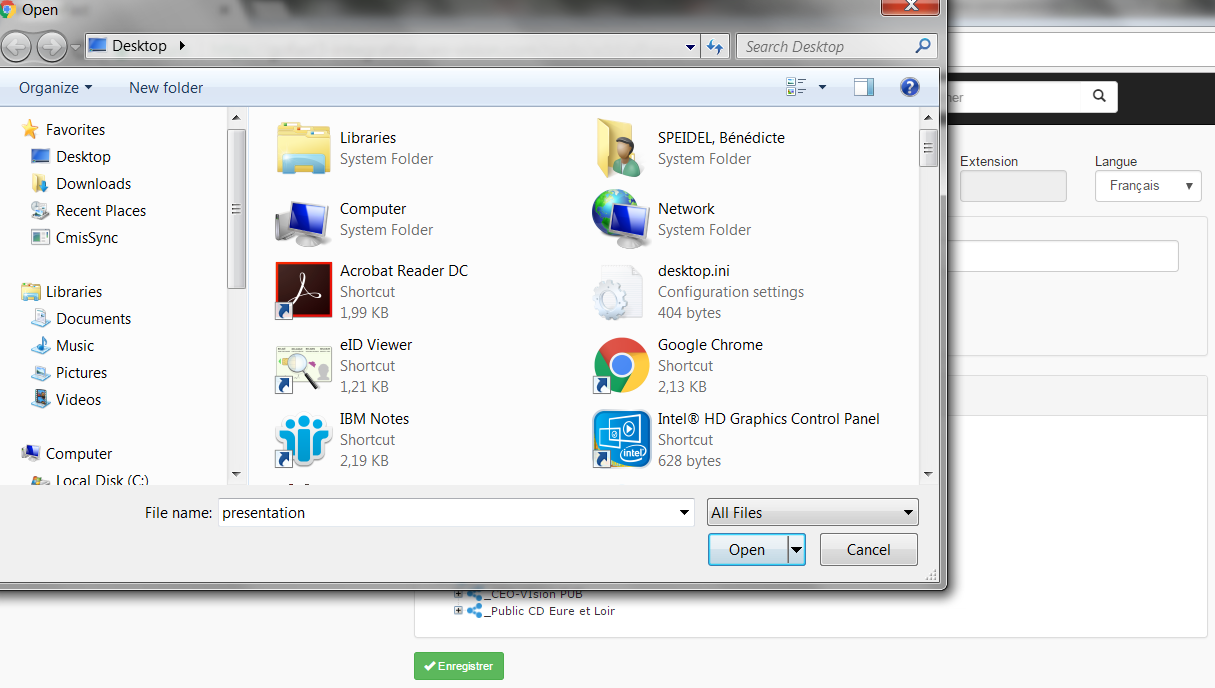 Open
Desktop
Search Desktop
Organize
New folder
Favorites
Desktop
Downloads
Recent Places
CmisSync
Libraries
Documents
Music
Pictures
Videos
Computer
Local Disk (C:)
Libraries
System Folder
SPEIDEL, Bénédicte
System Folder
Computer
System Folder
Network
System Folder
Acrobat Reader DC
Shortcut
1,99 KB
desktop.ini
Configuration settings
404 bytes
eID Viewer
Shortcut
1,21 KB
Google Chrome
Shortcut
2,13 KB
IBM Notes
Shortcut
2,19 KB
Intel® HD Graphics Control Panel
Shortcut
628 bytes
intel
File name: presentation
All Files
Open
Cancel
Extension
Langue
Français
_CEO-VIsion PUB
_Public CD Eure et Loir
Enregistrer